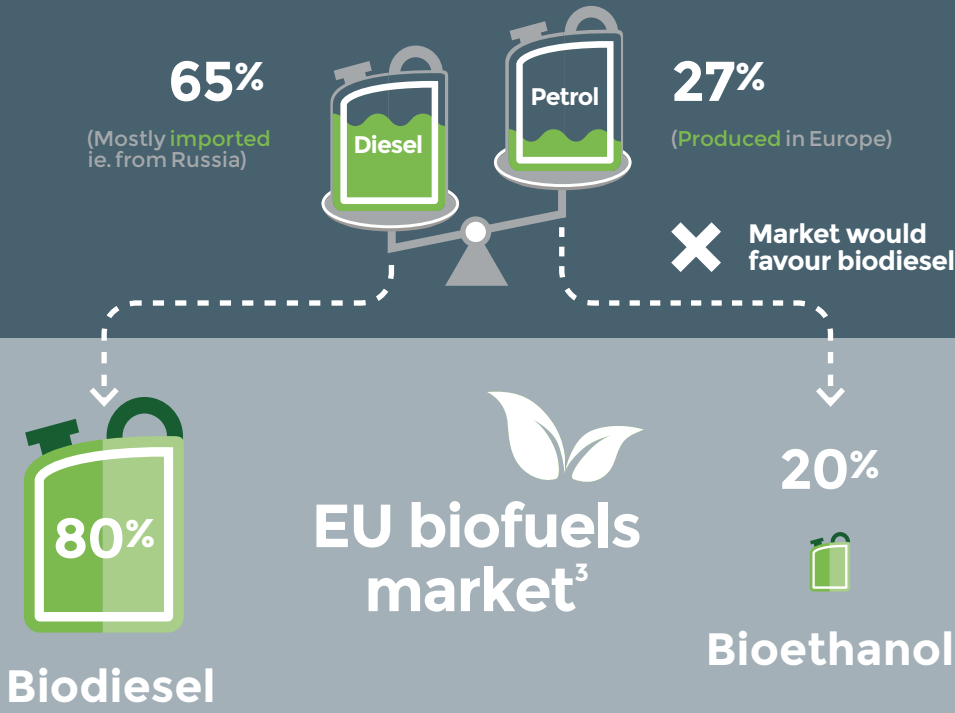 65%
(Mostly imported
ie. from Russia)
Diesel
Petrol
27%
(Produced in Europe)
Market would
favour biodiesel
80%
Biodiesel
EU biofuels
market³
20%
Bioethanol